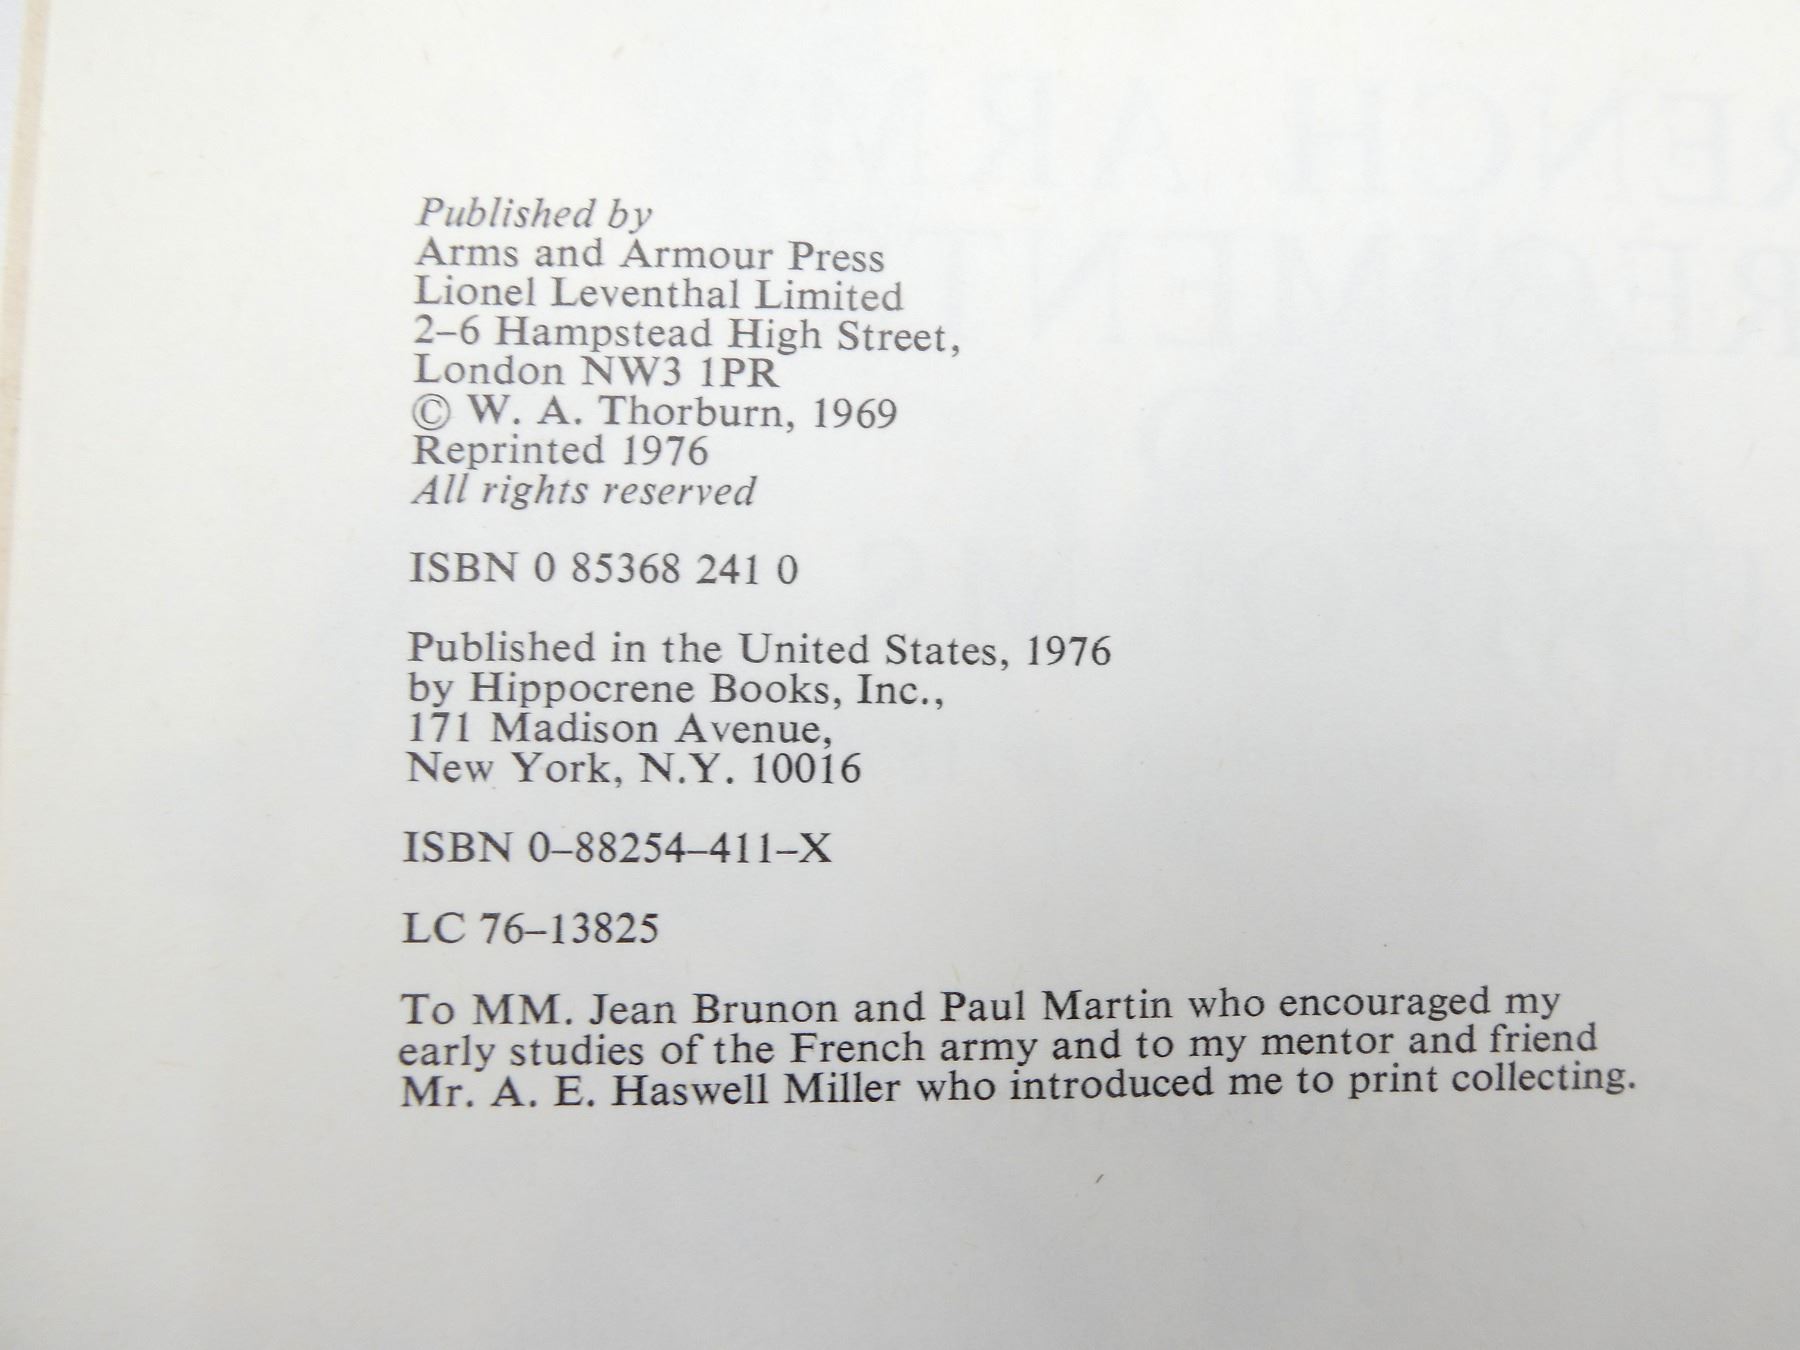 Published by
Arms and Armour Press
Lionel Leventhal Limited
2–6 Hampstead High Street,
London NW3 1PR
© W. A. Thorburn, 1969
Reprinted 1976
All rights reserved
ISBN 0 85368 241 0
Published in the United States, 1976
by Hippocrene Books, Inc.,
171 Madison Avenue,
New York, N.Y. 10016
ISBN 0–88254–411–X
LC 76–13825
To MM. Jean Brunon and Paul Martin who encouraged my
early studies of the French army and to my mentor and friend
Mr. A. E. Haswell Miller who introduced me to print collecting.